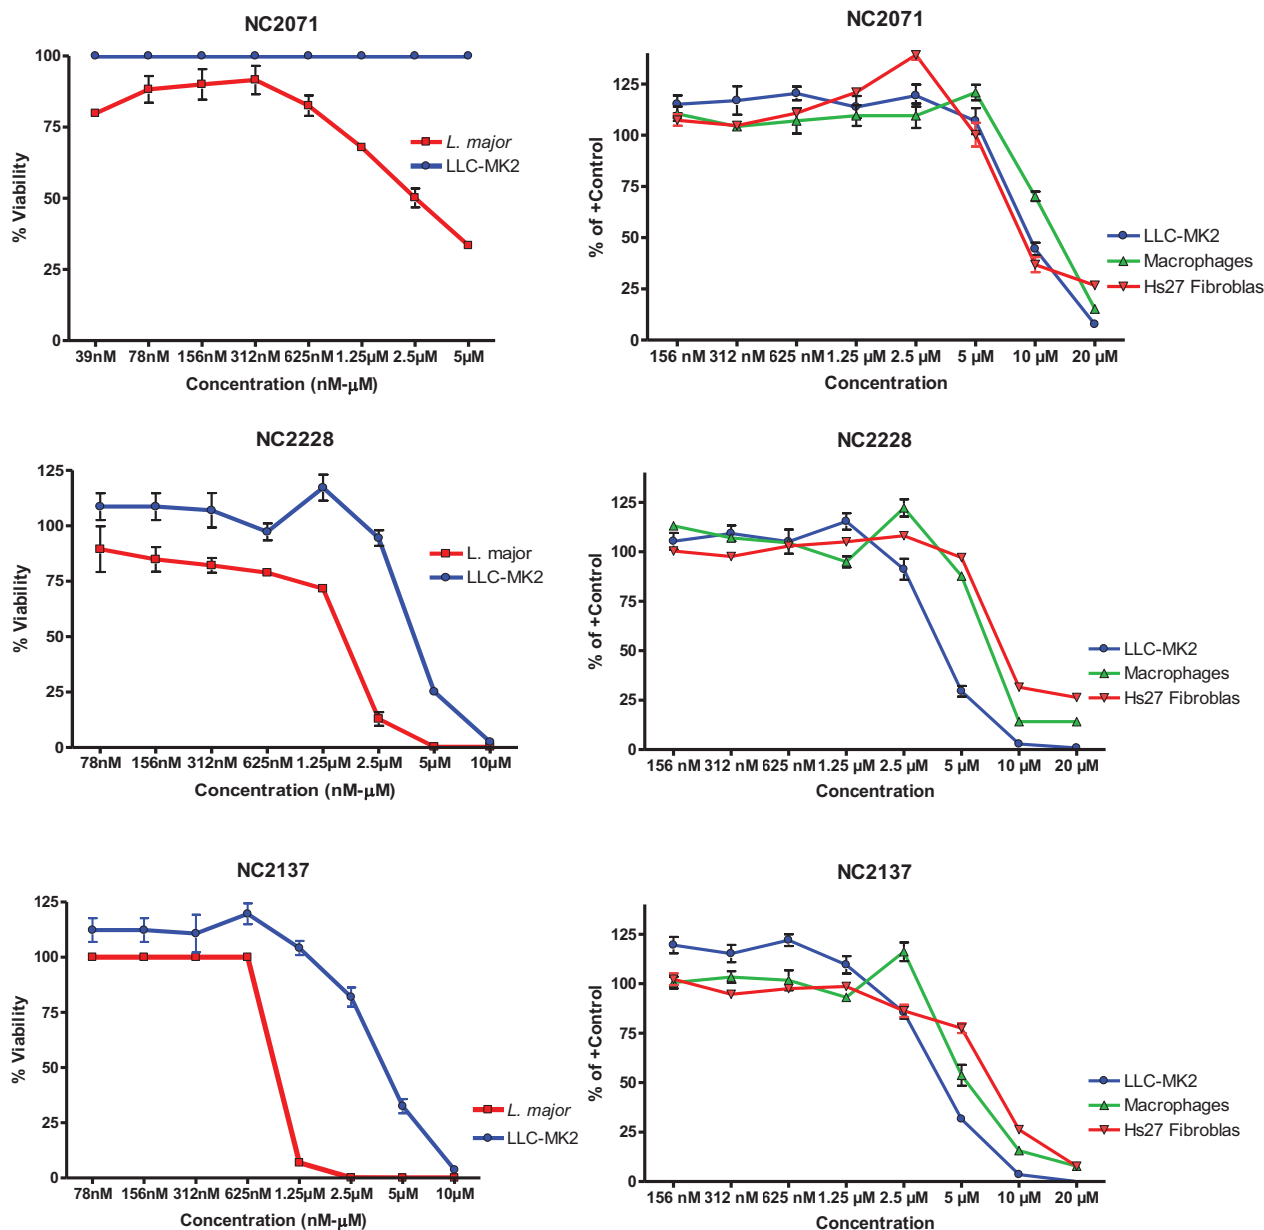 NC2071
100
75
50
25
0
% Viability
L. major
LLC-MK2
39nM 78nM 156nM 312nM 625nM 1.25µM 2.5µM 5µM
Concentration (nM-µM)
NC2071
125
100
75
50
25
0
% of +Control
LLC-MK2
Macrophages
Hs27 Fibroblas
156 nM 312 nM 625 nM 1.25 µM 2.5 µM 5 µM 10 µM 20 µM
Concentration
NC2228
125
100
75
50
25
0
% Viability
L. major
LLC-MK2
78nM 156nM 312nM 625nM 1.25µM 2.5µM 5µM 10µM
Concentration (nM-µM)
NC2228
125
100
75
50
25
0
% of +Control
LLC-MK2
Macrophages
Hs27 Fibroblas
156 nM 312 nM 625 nM 1.25 µM 2.5 µM 5 µM 10 µM 20 µM
Concentration
NC2137
125
100
75
50
25
0
% Viability
L. major
LLC-MK2
78nM 156nM 312nM 625nM 1.25µM 2.5µM 5µM 10µM
Concentration (nM-µM)
NC2137
125
100
75
50
25
0
% of +Control
LLC-MK2
Macrophages
Hs27 Fibroblas
156 nM 312 nM 625 nM 1.25 µM 2.5 µM 5 µM 10 µM 20 µM
Concentration